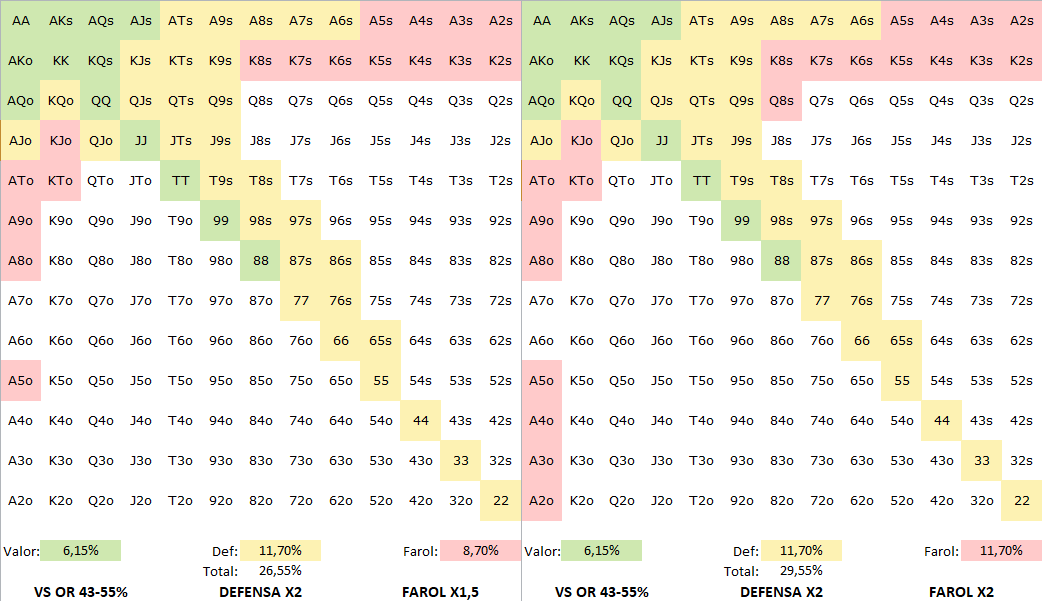 AA AKs AQs AJs ATs A9s A8s A7s A6s A5s A4s A3s A2s AA AKs AQs AJs ATs A9s A8s A7s A6s A5s A4s A3s A2s
AKo KK KQs KJs KTs K9s K8s K7s K6s K5s K4s K3s K2s AKo KK KQs KJs KTs K9s K8s K7s K6s K5s K4s K3s K2s
AQo KQo QQ QJs QTs Q9s Q8s Q7s Q6s Q5s Q4s Q3s Q2s AQo KQo QQ QJs QTs Q9s Q8s Q7s Q6s Q5s Q4s Q3s Q2s
AJo KJo QJo JJ JTs J9s J8s J7s J6s J5s J4s J3s J2s AJo KJo QJo JJ JTs J9s J8s J7s J6s J5s J4s J3s J2s
ATo KTo QTo JTo TT T9s T8s T7s T6s T5s T4s T3s T2s ATo KTo QTo JTo TT T9s T8s T7s T6s T5s T4s T3s T2s
A9o K9o Q9o J9o T9o 99 98s 97s 96s 95s 94s 93s 92s A9o K9o Q9o J9o T9o 99 98s 97s 96s 95s 94s 93s 92s
A8o K8o Q8o J8o T8o 98o 88 87s 86s 85s 84s 83s 82s A8o K8o Q8o J8o T8o 98o 88 87s 86s 85s 84s 83s 82s
A7o K7o Q7o J7o T7o 97o 87o 77 76s 75s 74s 73s 72s A7o K7o Q7o J7o T7o 97o 87o 77 76s 75s 74s 73s 72s
A6o K6o Q6o J6o T6o 96o 86o 76o 66 65s 64s 63s 62s A6o K6o Q6o J6o T6o 96o 86o 76o 66 65s 64s 63s 62s
A5o K5o Q5o J5o T5o 95o 85o 75o 65o 55 54s 53s 52s A5o K5o Q5o J5o T5o 95o 85o 75o 65o 55 54s 53s 52s
A4o K4o Q4o J4o T4o 94o 84o 74o 64o 54o 44 43s 42s A4o K4o Q4o J4o T4o 94o 84o 74o 64o 54o 44 43s 42s
A3o K3o Q3o J3o T3o 93o 83o 73o 63o 53o 43o 33 32s A3o K3o Q3o J3o T3o 93o 83o 73o 63o 53o 43o 33 32s
A2o K2o Q2o J2o T2o 92o 82o 72o 62o 52o 42o 32o 22 A2o K2o Q2o J2o T2o 92o 82o 72o 62o 52o 42o 32o 22
Valor: 6,15% Def: 11,70% Farol: 8,70% Valor: 6,15% Def: 11,70% Farol: 11,70%
Total: 26,55% Total: 29,55%
VS OR 43-55% DEFENSA X2 FAROL X1,5 VS OR 43-55% DEFENSA X2 FAROL X2